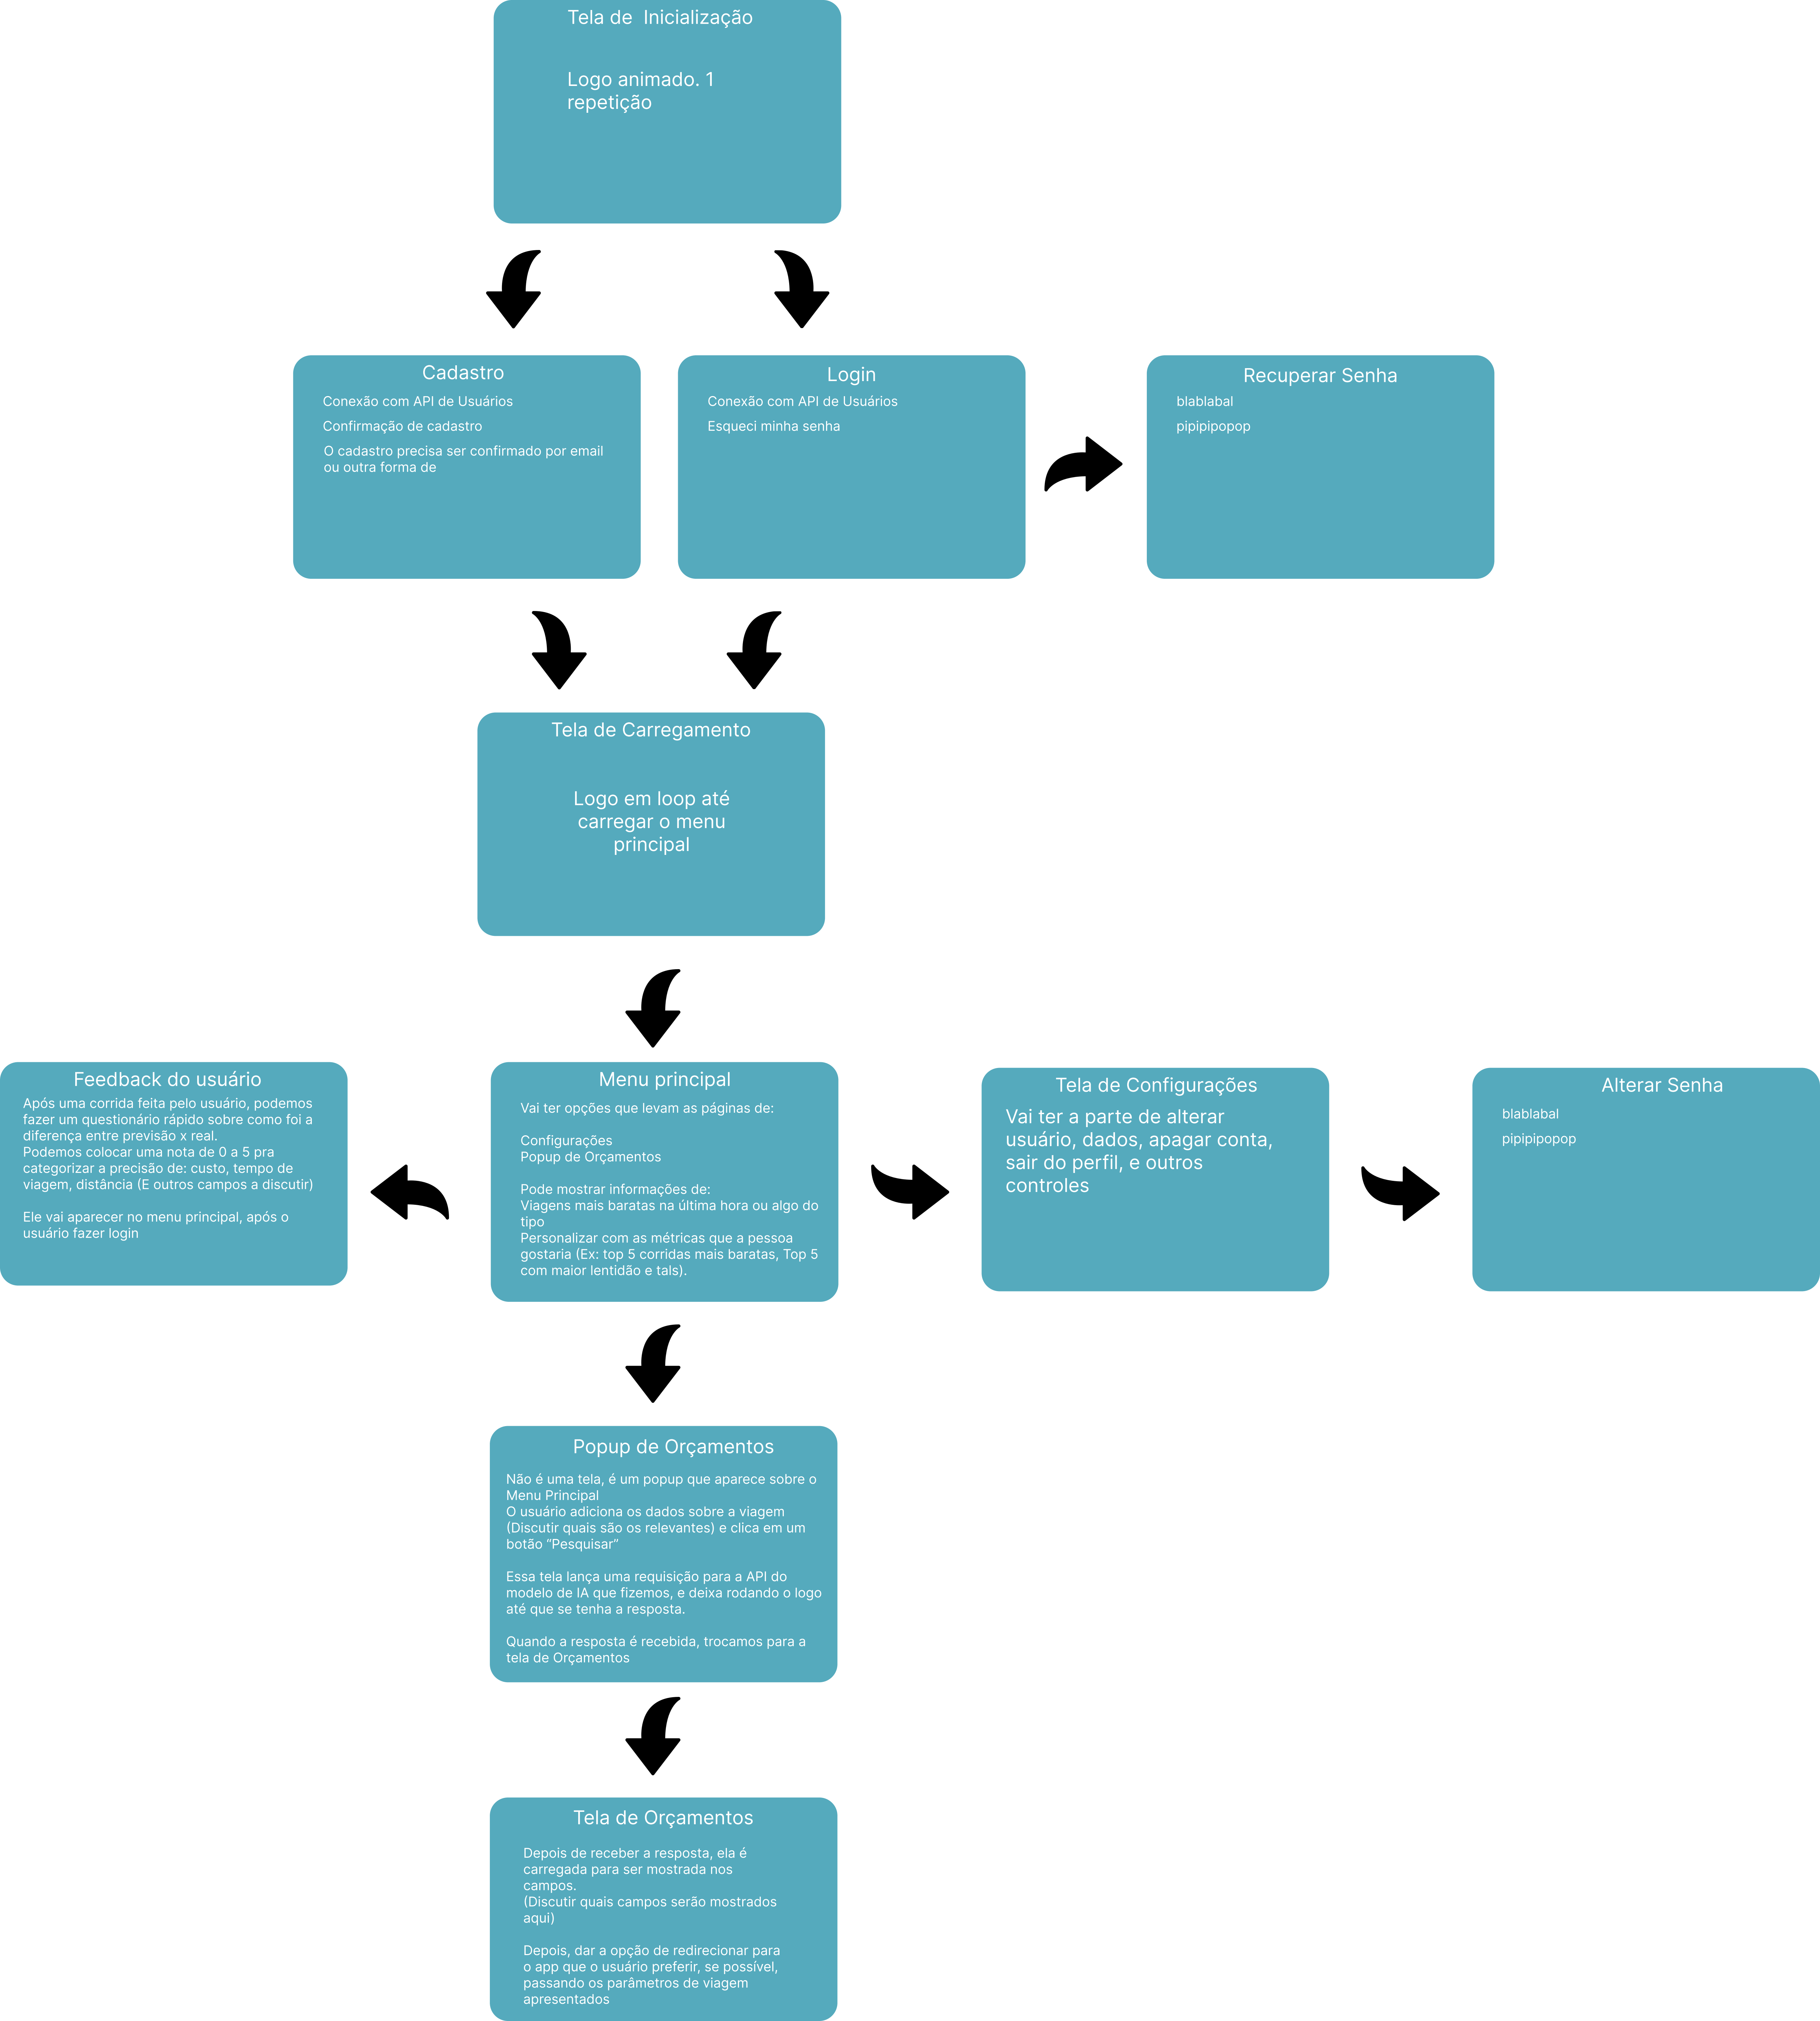 Tela de  Inicialização
Logo animado. 1
repetição
Cadastro
Conexão com API de Usuários
Confirmação de cadastro
O cadastro precisa ser confirmado por email
ou outra forma de
Login
Conexão com API de Usuários
Esqueci minha senha
Recuperar Senha
blablabal
pipipipopop
Tela de Carregamento
Logo em loop até
carregar o menu
principal
Feedback do usuário
Após uma corrida feita pelo usuário, podemos
fazer um questionário rápido sobre como foi a
diferença entre previsão x real.
Podemos colocar uma nota de 0 a 5 pra
categorizar a precisão de: custo, tempo de
viagem, distância (E outros campos a discutir)
Ele vai aparecer no menu principal, após o
usuário fazer login
Menu principal
Vai ter opções que levam as páginas de:
Configurações
Popup de Orçamentos
Pode mostrar informações de:
Viagens mais baratas na última hora ou algo do
tipo
Personalizar com as métricas que a pessoa
gostaria (Ex: top 5 corridas mais baratas, Top 5
com maior lentidão e tals).
Tela de Configurações
Vai ter a parte de alterar
usuário, dados, apagar conta,
sair do perfil, e outros
controles
Alterar Senha
blablabal
pipipipopop
Popup de Orçamentos
Não é uma tela, é um popup que aparece sobre o
Menu Principal
O usuário adiciona os dados sobre a viagem
(Discutir quais são os relevantes) e clica em um
botão “Pesquisar”
Essa tela lança uma requisição para a API do
modelo de IA que fizemos, e deixa rodando o logo
até que se tenha a resposta.
Quando a resposta é recebida, trocamos para a
tela de Orçamentos
Tela de Orçamentos
Depois de receber a resposta, ela é
carregada para ser mostrada nos
campos.
(Discutir quais campos serão mostrados
aqui)
Depois, dar a opção de redirecionar para
o app que o usuário preferir, se possível,
passando os parâmetros de viagem
apresentados